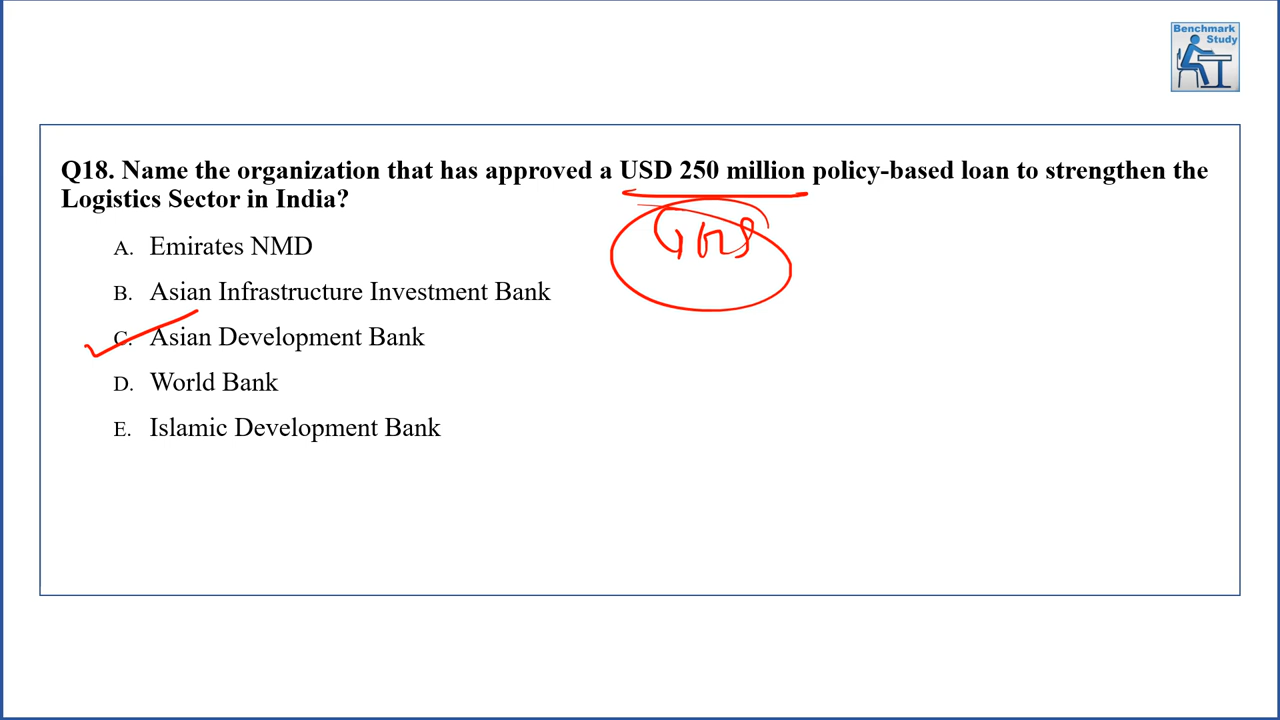 Benchmark
Study
Q18. Name the organization that has approved a USD 250 million policy-based loan to strengthen the
Logistics Sector in India?
A. Emirates NMD
B. Asian Infrastructure Investment Bank
C. Asian Development Bank
D. World Bank
E. Islamic Development Bank